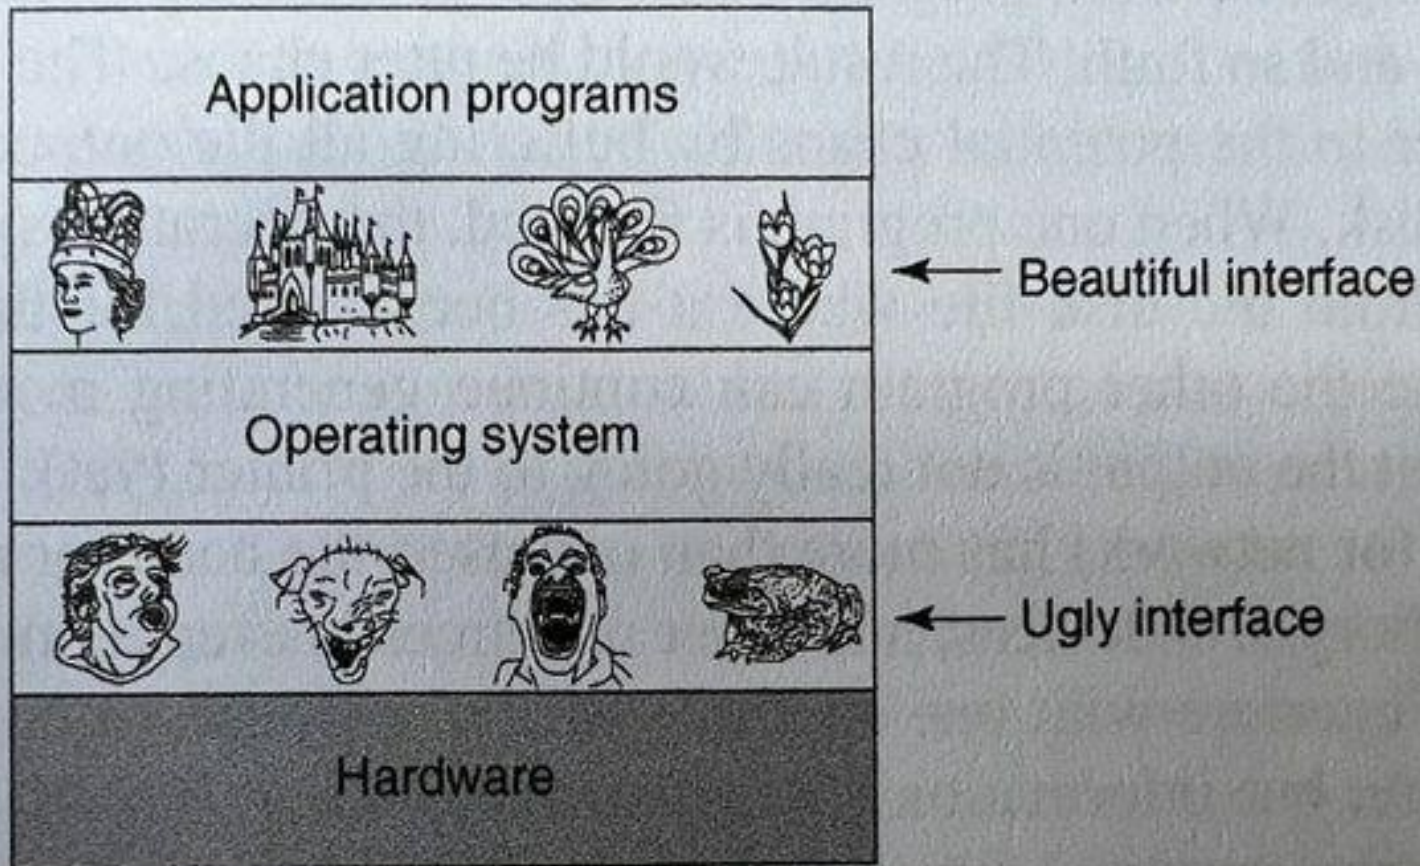 Application programs
Beautiful interface
Operating system
Ugly interface
Hardware